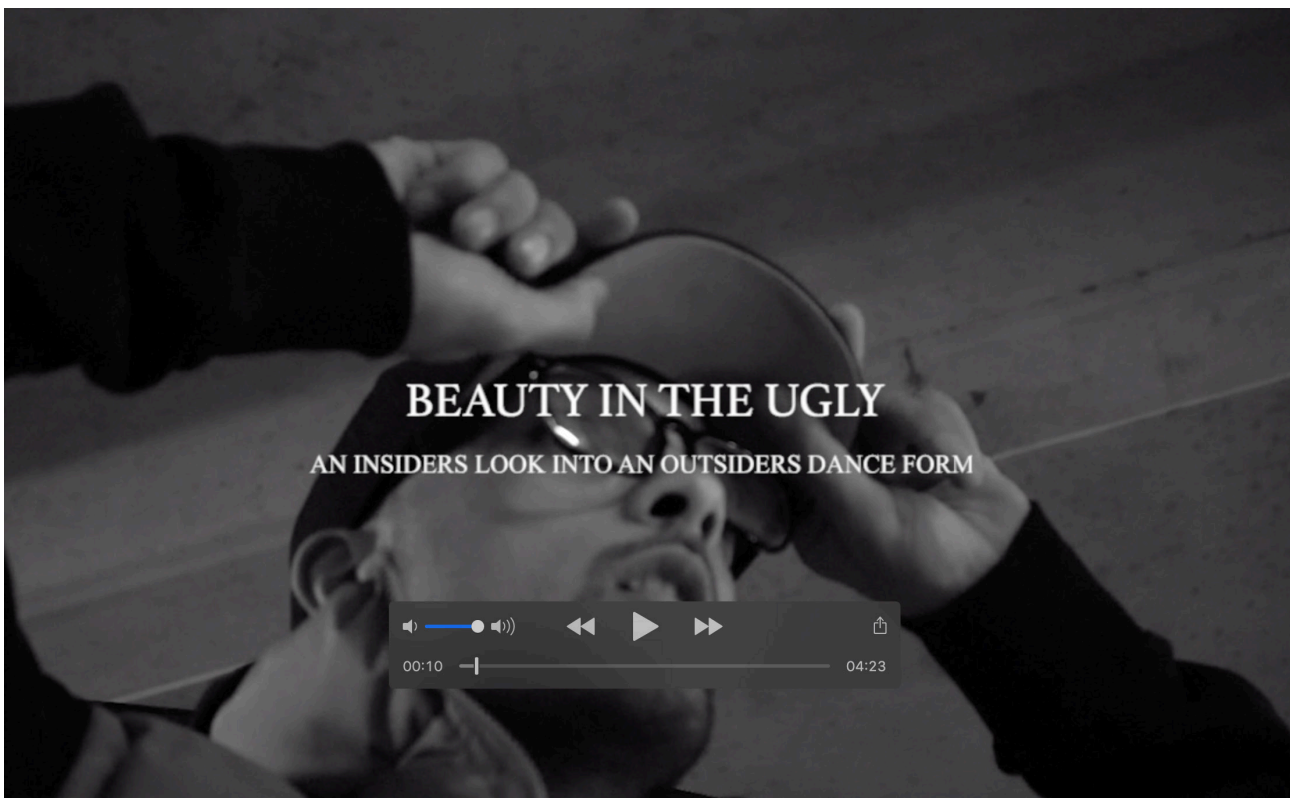 BEAUTY IN THE UGLY
AN INSIDERS LOOK INTO AN OUTSIDERS DANCE FORM
00:10
04:23